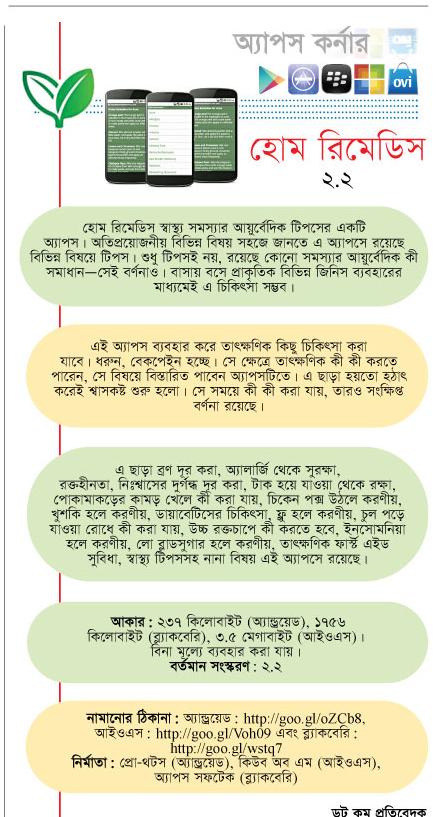 অ্যাপস কর্নার
ovi
হোম রিমেডিস
২.২
হোম রিমেডিস স্বাস্থ্য সমস্যার আয়ুর্বেদিক টিপসের একটি
অ্যাপস। অতিপ্রয়োজনীয় বিভিন্ন বিষয় সহজে জানতে এ অ্যাপসে রয়েছে
বিভিন্ন বিষয়ে টিপস। শুধু টিপসই নয়, রয়েছে কোনো সমস্যার আয়ুর্বেদিক কী
সমাধান—সেই বর্ণনাও। বাসায় বসে প্রাকৃতিক বিভিন্ন জিনিস ব্যবহারের
মাধ্যমেই এ চিকিৎসা সম্ভব।
এই অ্যাপস ব্যবহার করে তাৎক্ষণিক কিছু চিকিৎসা করা
যাবে। ধরুন, বেকপেইন হচ্ছে। সে ক্ষেত্রে তাৎক্ষণিক কী কী করতে
পারেন, সে বিষয়ে বিস্তারিত পাবেন অ্যাপসটিতে। এ ছাড়া হয়তো হঠাৎ
করেই শ্বাসকষ্ট শুরু হলো। সে সময়ে কী কী করা যায়, তারও সংক্ষিপ্ত
বর্ণনা রয়েছে।
এ ছাড়া ব্রণ দূর করা, অ্যালার্জি থেকে সুরক্ষা,
রক্তহীনতা, নিঃশ্বাসের দুর্গন্ধ দূর করা, টাক হয়ে যাওয়া থেকে রক্ষা,
পোকামাকড়ের কামড় খেলে কী করা যায়, চিকেন পক্স উঠলে করণীয়,
খুশকি হলে করণীয়, ডায়াবেটিসের চিকিৎসা, ফ্লু হলে করণীয়, চুল পড়ে
যাওয়া রোধে কী করা যায়, উচ্চ রক্তচাপে কী করতে হবে, ইনসোমনিয়া
হলে করণীয়, লো ব্লাডসুগার হলে করণীয়, তাৎক্ষণিক ফার্স্ট এইড
সুবিধা, স্বাস্থ্য টিপসসহ নানা বিষয় এই অ্যাপসে রয়েছে।
আকার : ২৩৭ কিলোবাইট (অ্যান্ড্রয়েড), ১৭৫৬
কিলোবাইট (ব্ল্যাকবেরি), ৩.৫ মেগাবাইট (আইওএস)।
বিনা মূল্যে ব্যবহার করা যায়।
বর্তমান সংস্করণ : ২.২
নামানোর ঠিকানা : অ্যান্ড্রয়েড : http://goo.gl/oZCb8,
আইওএস : http://goo.gl/Voh09 এবং ব্ল্যাকবেরি :
http://goo.gl/wstq7
নির্মাতা : প্রো-থটস (অ্যান্ড্রয়েড), কিউব অব এম (আইওএস),
অ্যাপস সফটেক (ব্ল্যাকবেরি)
ডট কম প্রতিবেদক